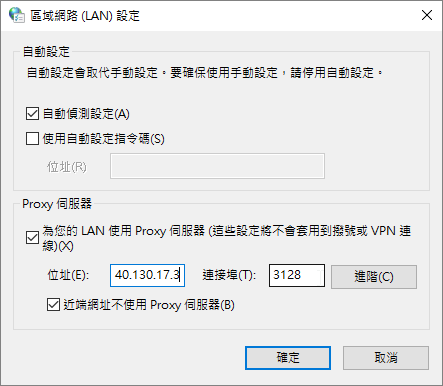 區域網路 (LAN) 設定
自動設定
自動設定會取代手動設定。要確保使用手動設定，請停用自動設定。
自動偵測設定(A)
使用自動設定指令碼(S)
位址(R)
Proxy 伺服器
為您的 LAN 使用 Proxy 伺服器 (這些設定將不會套用到撥號或 VPN 連
線)(X)
位址(E): 40.130.17.3 連接埠(T): 3128 進階(C)
近端網址不使用 Proxy 伺服器(B)
確定 取消